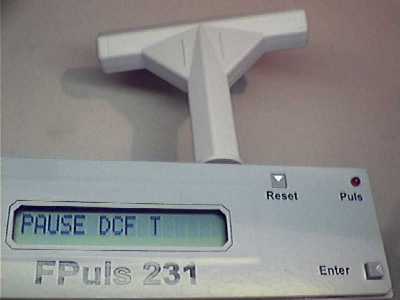 Reset
Puls
PAUSE DCF T
FPuls 231
Enter